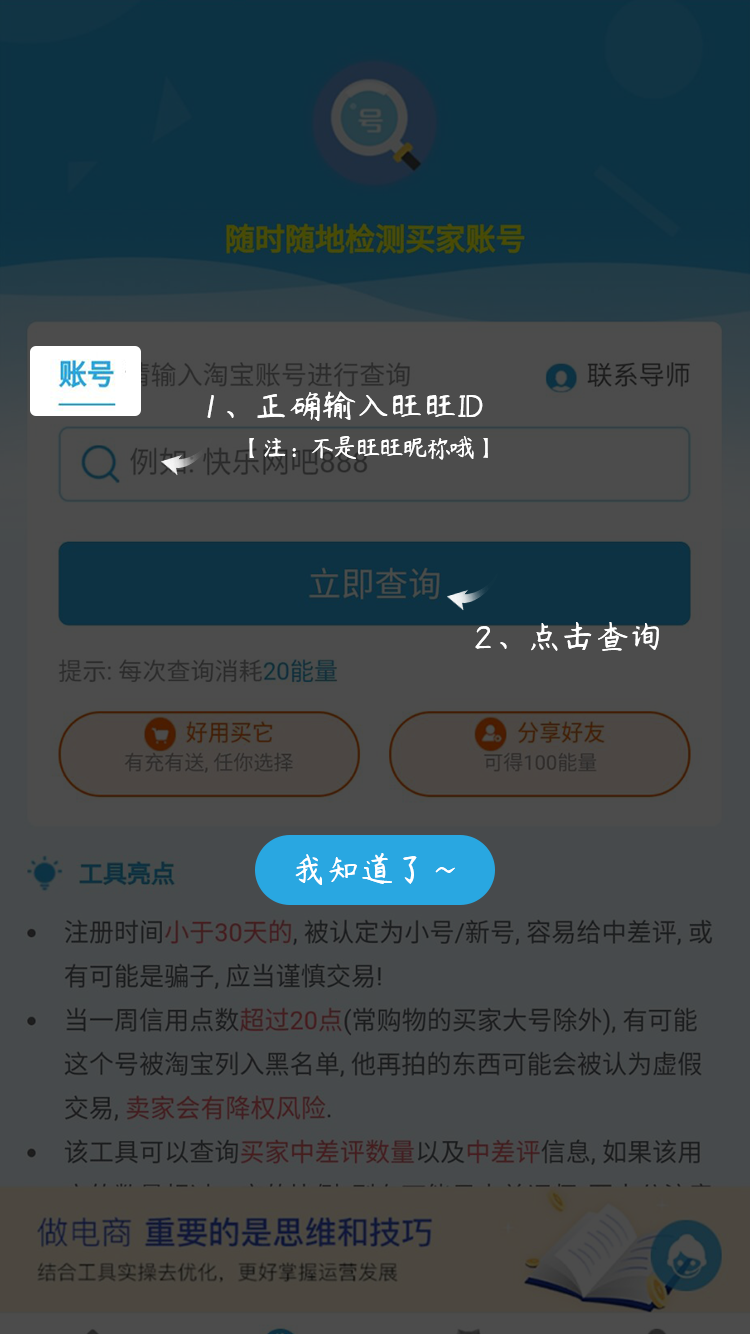 号
随时随地检测买家账号
账号
请输入淘宝账号进行查询
联系导师
1、正确输入旺旺ID
【注：不是旺旺昵称哦】
例如: 快乐网吧888
立即查询
2、点击查询
提示: 每次查询消耗20能量
好用买它
有充有送, 任你选择
分享好友
可得100能量
我知道了~
工具亮点
注册时间小于30天的, 被认定为小号/新号, 容易给中差评, 或
有可能是骗子, 应当谨慎交易!
当一周信用点数超过20点(常购物的买家大号除外), 有可能
这个号被淘宝列入黑名单, 他再拍的东西可能会被认为虚假
交易, 卖家会有降权风险.
该工具可以查询买家中差评数量以及中差评信息, 如果该用
做电商 重要的是思维和技巧
结合工具实操去优化，更好掌握运营发展